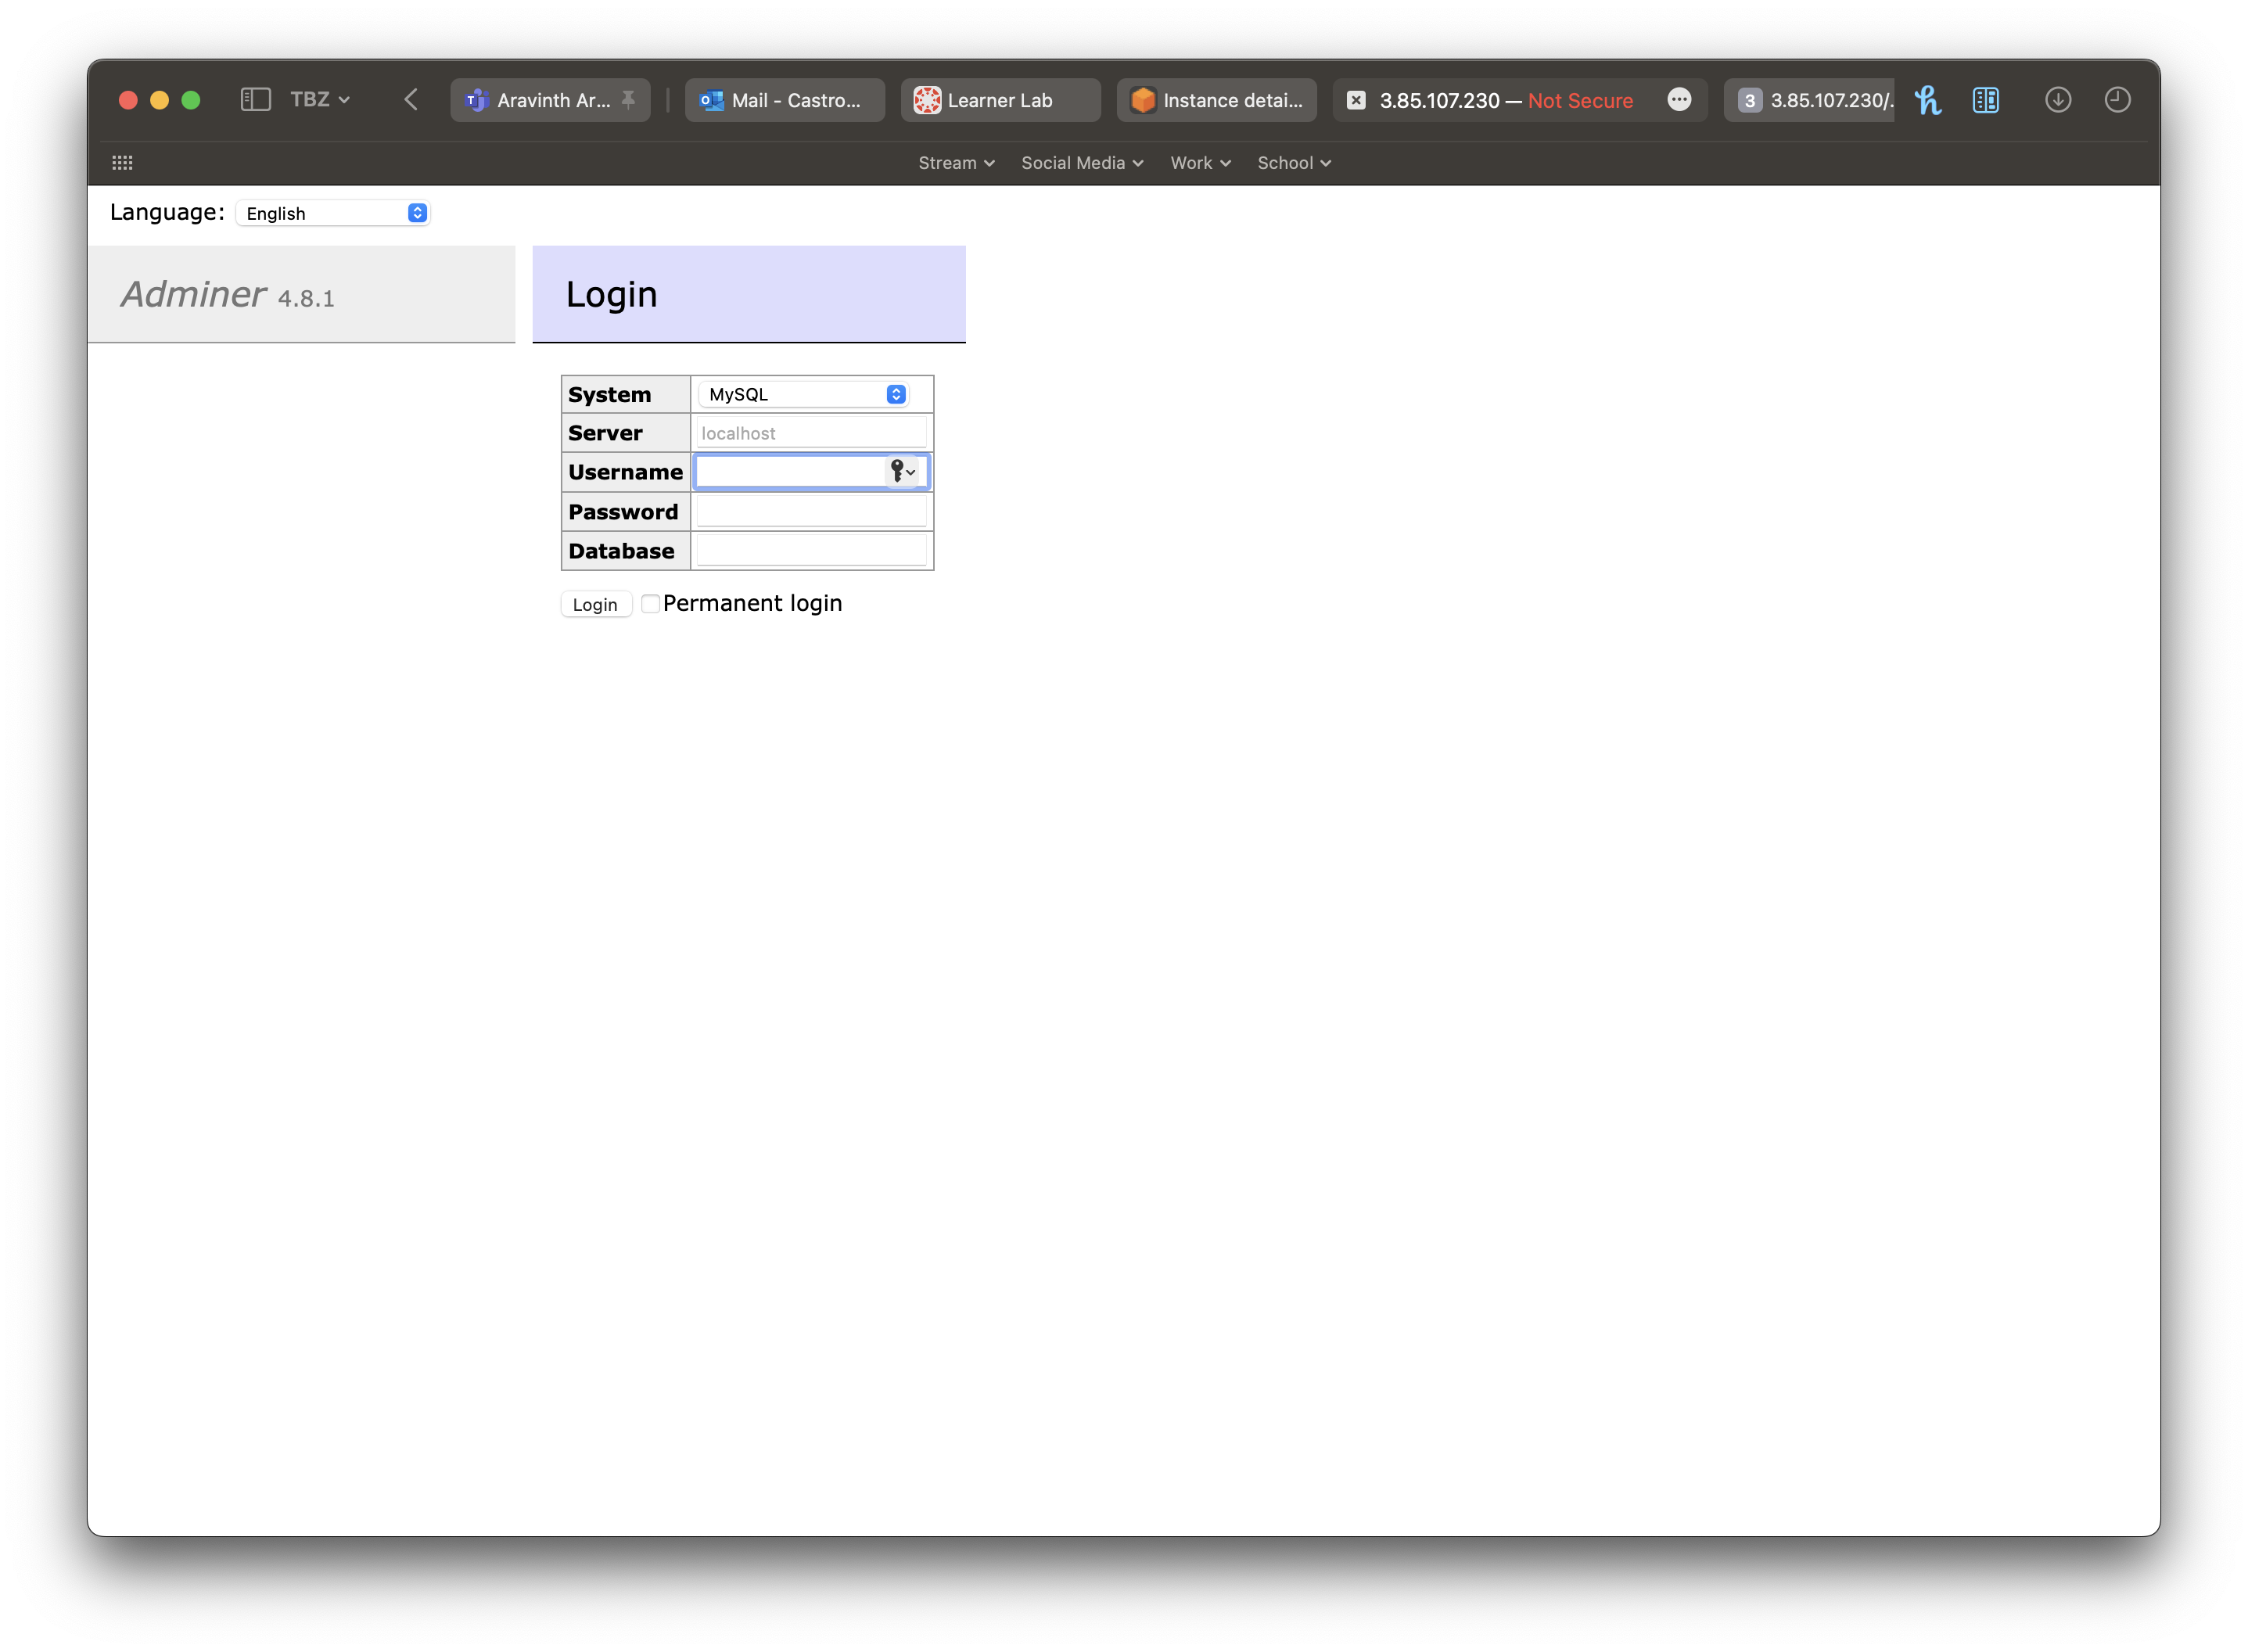 TBZ
Aravinth Ar...
Mail - Castro...
Learner Lab
Instance detai...
3.85.107.230 — Not Secure
3 3.85.107.230/.
Stream
Social Media
Work
School
Language: English
Adminer 4.8.1
Login
System MySQL
Server localhost
Username
Password
Database
Login Permanent login